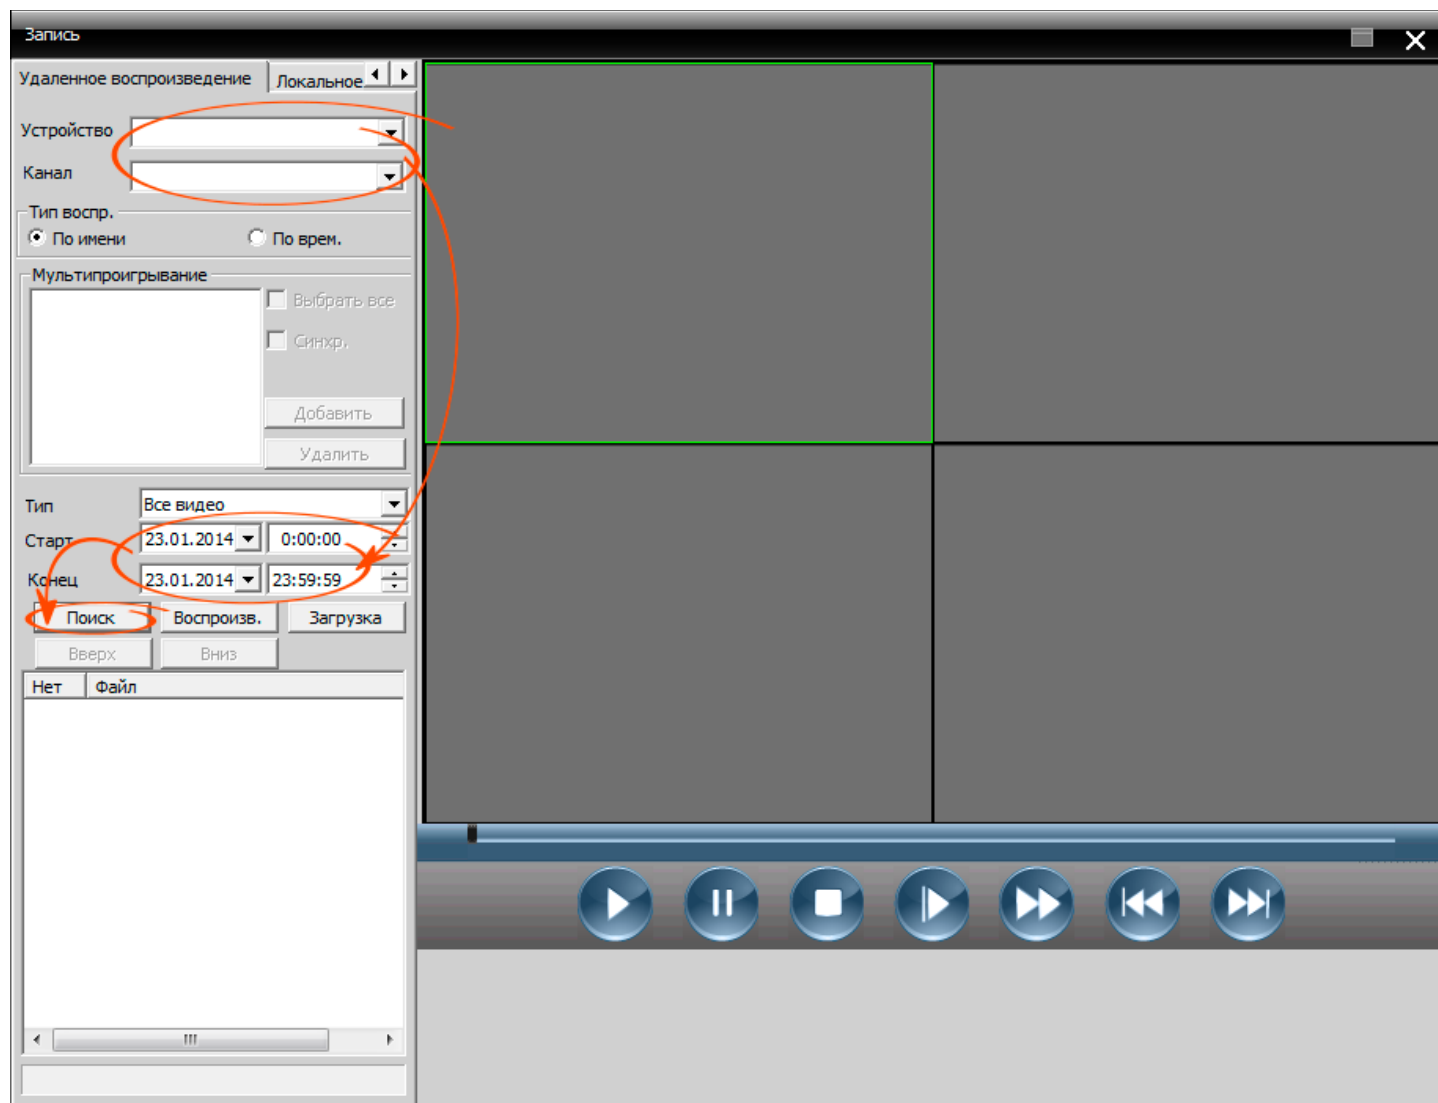 Запись
Удаленное воспроизведение Локальное
Устройство
Канал
Тип воспр.
По имени По врем.
Мультипроигрывание
Выбрать все
Синхр.
Добавить
Удалить
Тип Все видео
Старт 23.01.2014 0:00:00
Конец 23.01.2014 23:59:59
Поиск Воспроизв. Загрузка
Вверх Вниз
Нет Файл